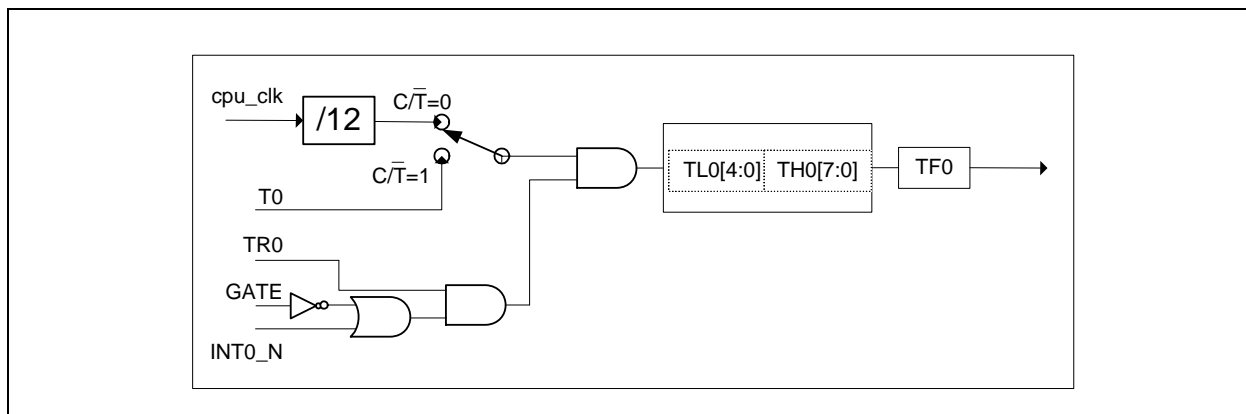 cpu_clk
/12
C/T̅=0
C/T̅=1
T0
TL0[4:0] TH0[7:0]
TF0
TR0
GATE
INT0_N